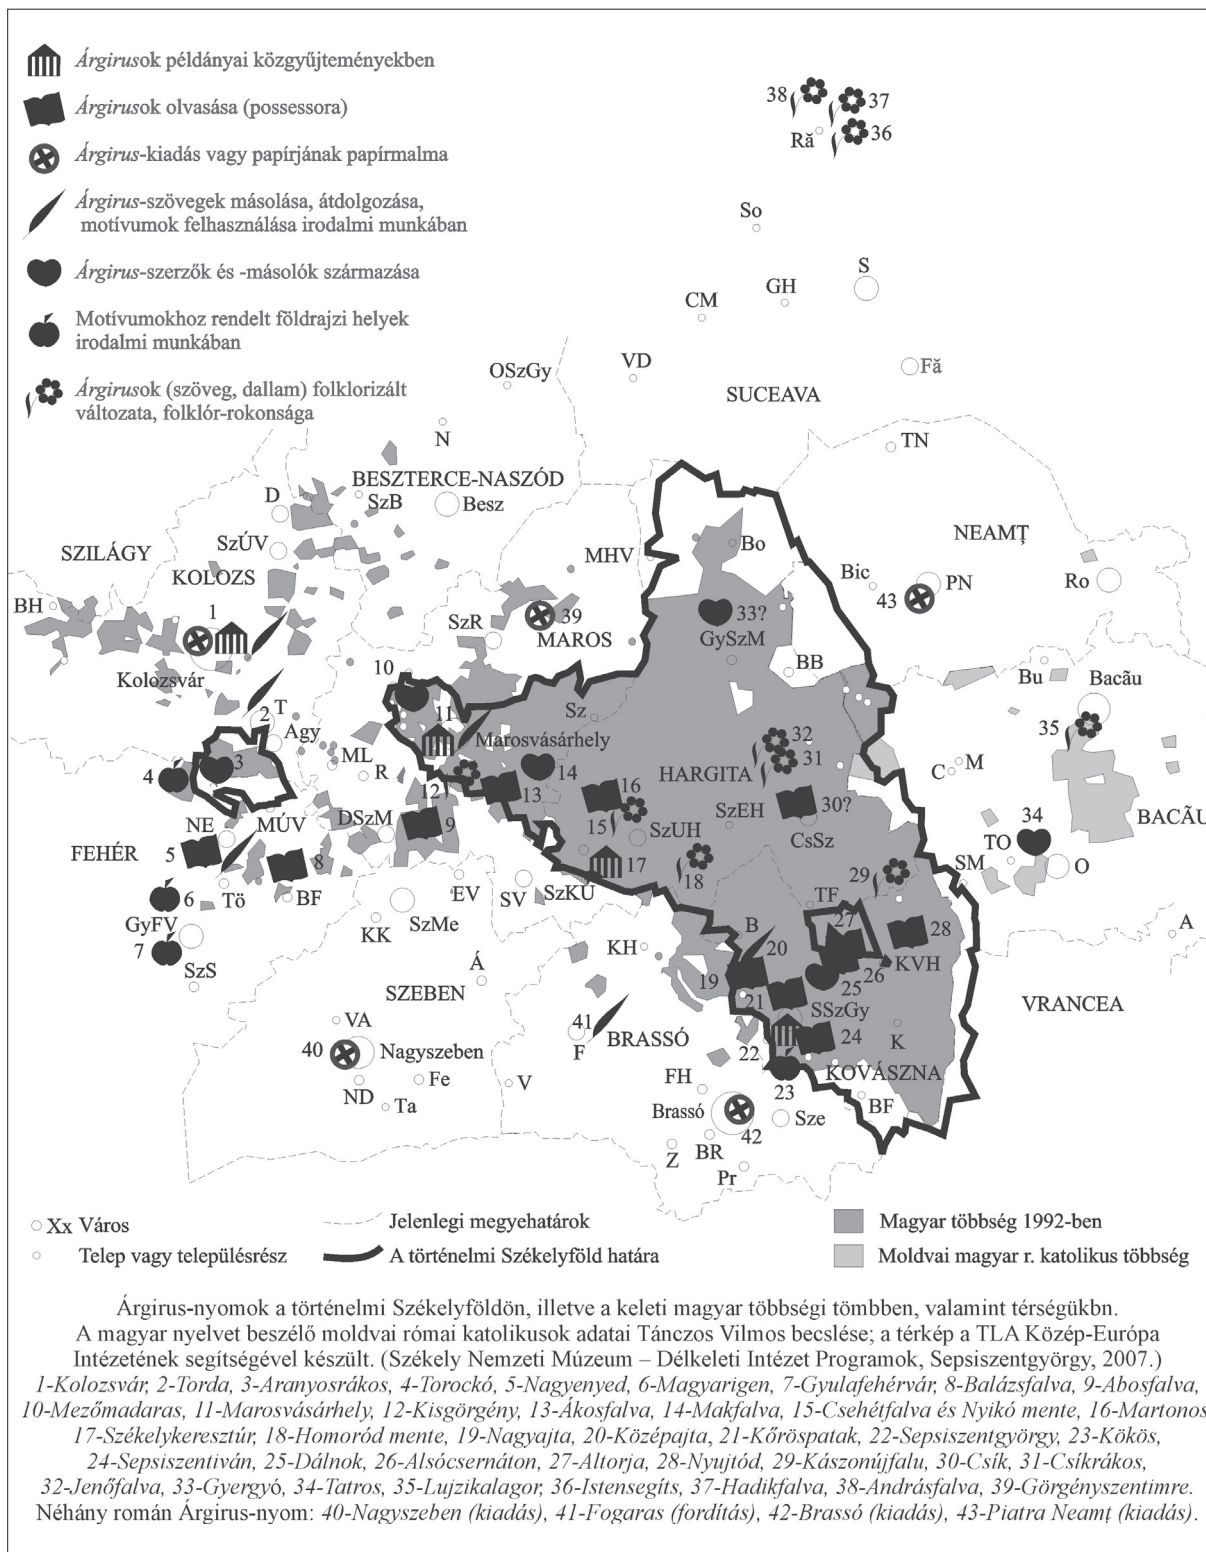 Árgirusok példányai közgyűjteményekben
Árgirusok olvasása (possessora)
Árgirus-kiadás vagy papírjának papírmalma
Árgirus-szövegek másolása, átdolgozása,
motívumok felhasználása irodalmi munkában
Árgirus-szerzők és -másolók származása
Motívumokhoz rendelt földrajzi helyek
irodalmi munkában
Árgirusok (szöveg, dallam) folklorizált
változata, folklór-rokonsága
38
37
36
Ră
So
S
GH
CM
VD
Fă
OSzGy
SUCEAVA
N
TN
BESZTERCE-NASZÓD
D
SzB
Besz
SzÚV
SZILÁGY
KOLOZS
MHV
Bo
NEAMȚ
BH
1
Bic
PN
Ro
43
SzR
39
MAROS
33?
GySzM
Kolozsvár
10
BB
Bu
Bacău
2
T
Agy
11
Sz
Marosvásárhely
35
3
4
ML
R
12
13
14
HARGITA
32
31
C
M
16
15
30?
SzEH
CsSz
SzUH
34
NE
MÚV
DSzM
9
BACĂU
FEHÉR
5
8
17
18
29
TO
O
SM
6
Tö
BF
EV
SV
SzKÚ
TF
GyFV
7
SzMe
KK
B
27
28
A
SzS
KH
20
KVH
Á
19
26
SZEBEN
21
25
SSzGy
VRANCEA
VA
41
F
BRASSÓ
24
K
40
Nagyszeben
22
KOVÁSZNA
ND
Fe
V
FH
23
BF
Ta
Brassó
Sze
42
Z
BR
Pr
Xx Város
Jelenlegi megyehatárok
Magyar többség 1992-ben
Telep vagy településrész
A történelmi Székelyföld határa
Moldvai magyar r. katolikus többség
Árgirus-nyomok a történelmi Székelyföldön, illetve a keleti magyar többségi tömbben, valamint térségükbn.
A magyar nyelvet beszélő moldvai római katolikusok adatai Tánczos Vilmos becslése; a térkép a TLA Közép-Európa
Intézetének segítségével készült. (Székely Nemzeti Múzeum – Délkeleti Intézet Programok, Sepsiszentgyörgy, 2007.)
1-Kolozsvár, 2-Torda, 3-Aranyosrákos, 4-Torockó, 5-Nagyenyed, 6-Magyarigen, 7-Gyulafehérvár, 8-Balázsfalva, 9-Abosfalva,
10-Mezőmadaras, 11-Marosvásárhely, 12-Kisgörgény, 13-Ákosfalva, 14-Makfalva, 15-Csehétfalva és Nyikó mente, 16-Martonos
17-Székelykeresztúr, 18-Homoród mente, 19-Nagyajta, 20-Középajta, 21-Kőröspatak, 22-Sepsiszentgyörgy, 23-Kökös,
24-Sepsiszentiván, 25-Dálnok, 26-Alsócsernáton, 27-Altorja, 28-Nyujtód, 29-Kászonújfalu, 30-Csík, 31-Csíkrákos,
32-Jenőfalva, 33-Gyergyó, 34-Tatros, 35-Lujzikalagor, 36-Istensegíts, 37-Hadikfalva, 38-Andrásfalva, 39-Görgényszentimre.
Néhány román Árgirus-nyom: 40-Nagyszeben (kiadás), 41-Fogaras (fordítás), 42-Brassó (kiadás), 43-Piatra Neamț (kiadás).